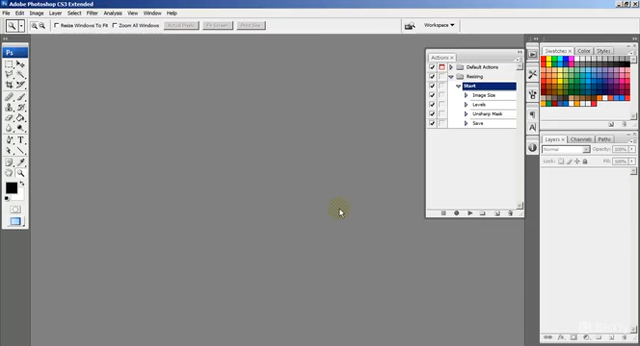 Adobe Photoshop CS3 Extended
File Edit Image Layer Select Filter Analysis View Window Help
Resize Windows To Fit Zoom All Windows Actual Pixels Fit Screen Print Size Workspace
Ps
Actions
Default Actions
Resizing
Start
Image Size
Levels
Unsharp Mask
Save
Swatches Color Styles
Layers Channels Paths
Normal Opacity: 100%
Lock: Fill: 100%